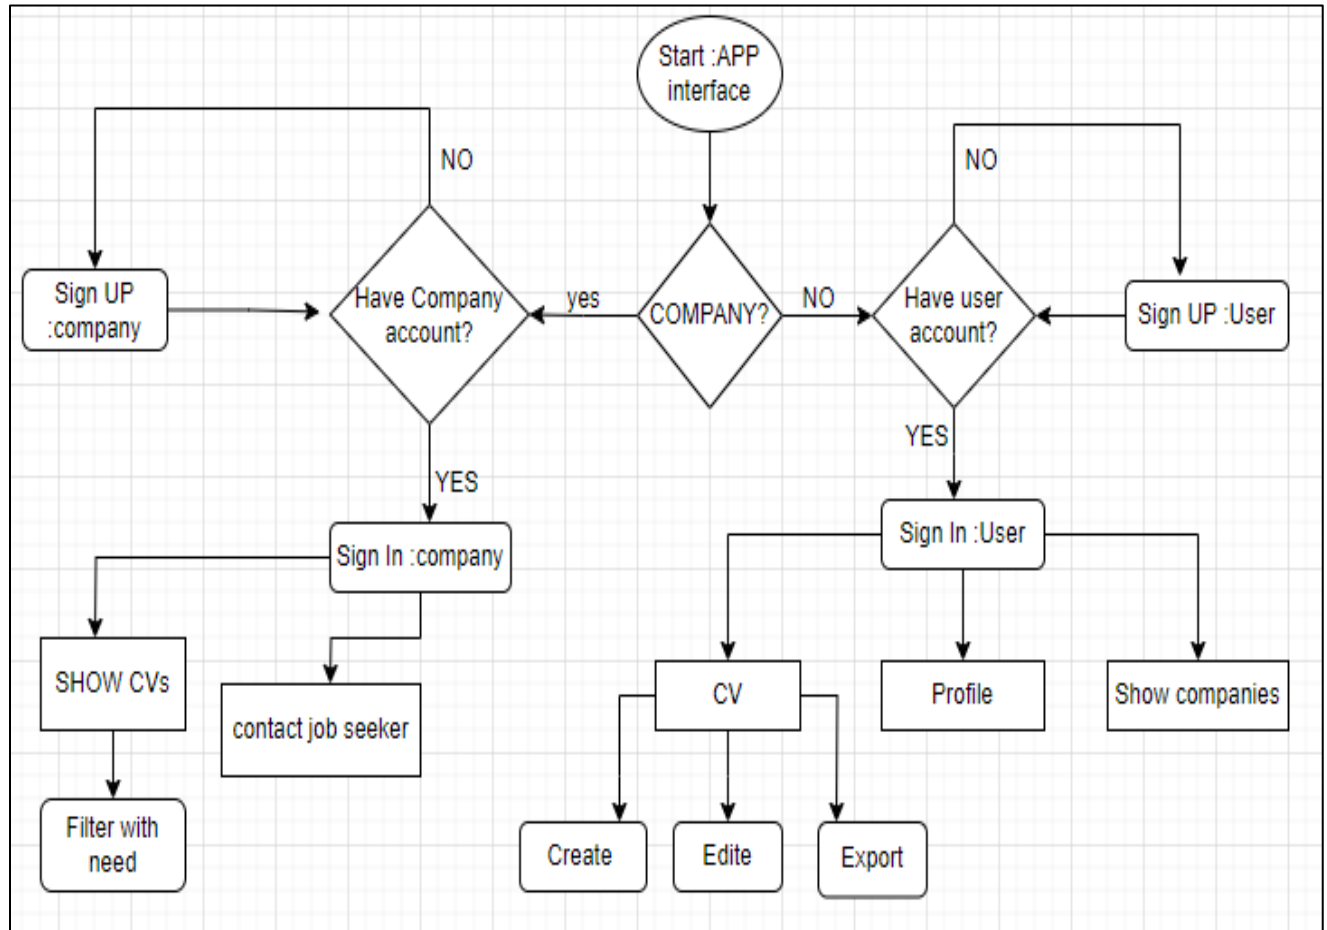 Start :APP
interface
NO
NO
Sign UP
:company
Have Company
account?
yes
COMPANY?
NO
Have user
account?
Sign UP :User
YES
YES
Sign In :company
Sign In :User
SHOW CVs
contact job seeker
CV
Profile
Show companies
Filter with
need
Create
Edite
Export